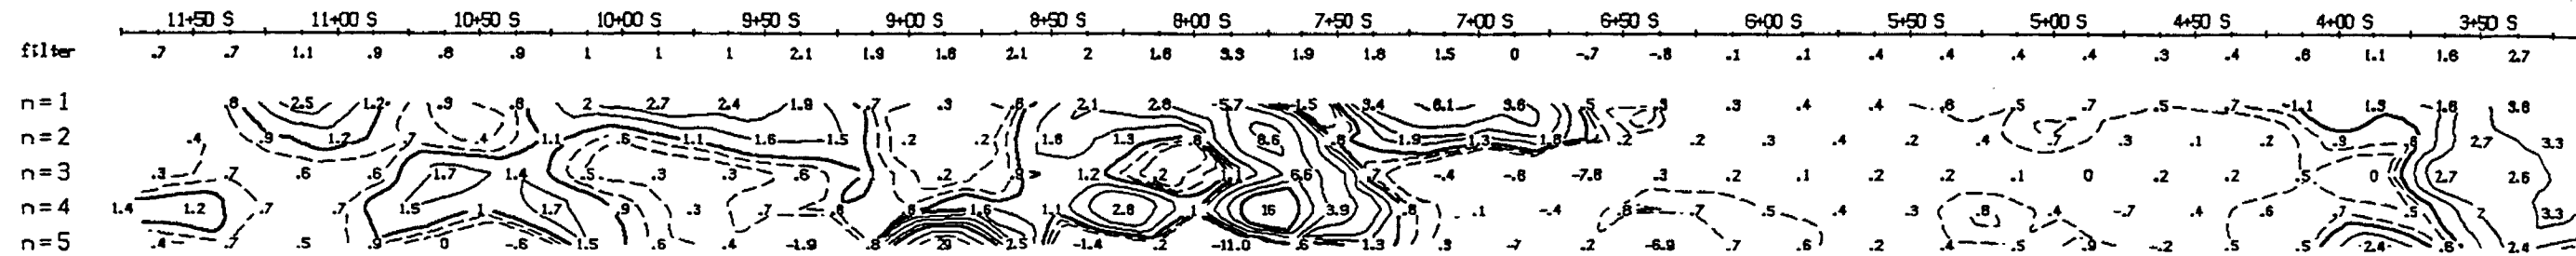 11+50 S 11+00 S 10+50 S 10+00 S 9+50 S 9+00 S 8+50 S 8+00 S 7+50 S 7+00 S 6+50 S 6+00 S 5+50 S 5+00 S 4+50 S 4+00 S 3+50 S
filter .7 .7 1.1 .9 .8 .9 1 1 1 2.1 1.9 1.6 2.1 2 1.6 3.3 1.9 1.8 1.5 0 -.7 -.8 .1 .1 .4 .4 .4 .4 .3 .4 .6 1.1 1.6 2.7
n=1 .8 2.5 1.2 .9 .8 2 2.7 2.4 1.9 .7 .3 .6 2.1 2.8 -5.7 -1.5 3.4 -6.1 3.6 .5 .3 .3 .4 .4 .6 .5 .7 .5 .7 -1.1 1.3 -1.6 3.8
n=2 .4 .9 1.2 .7 .4 1.1 .6 1.1 1.6 1.5 .2 .2 1.8 1.3 .8 8.6 .8 1.9 1.3 1.8 .2 .2 .3 .4 .2 .4 .7 .3 .1 .2 .9 .6 2.7 3.3
n=3 .3 .7 .6 .6 1.7 1.4 .5 .3 .3 .6 .2 .9 1.2 .2 6.6 .7 -.4 -.6 -7.8 .3 .2 .1 .2 .2 .1 0 .2 .2 .5 0 2.7 2.6
n=4 1.4 1.2 .7 .7 1.5 1 1.7 .9 .3 .7 .8 .8 1.6 1.1 2.8 1 16 3.9 .8 .1 -.4 .8 .7 .5 .4 .3 .8 .4 -.7 .4 .6 .7 .5 2 3.3
n=5 .4 .7 .5 .9 0 -.6 1.5 .6 .4 -1.9 .8 29 2.5 -1.4 .2 -11.0 .6 1.3 .3 -7 .2 -6.9 .7 .6 .2 .4 .5 .9 -.2 .5 .5 2.4 .6 2.4